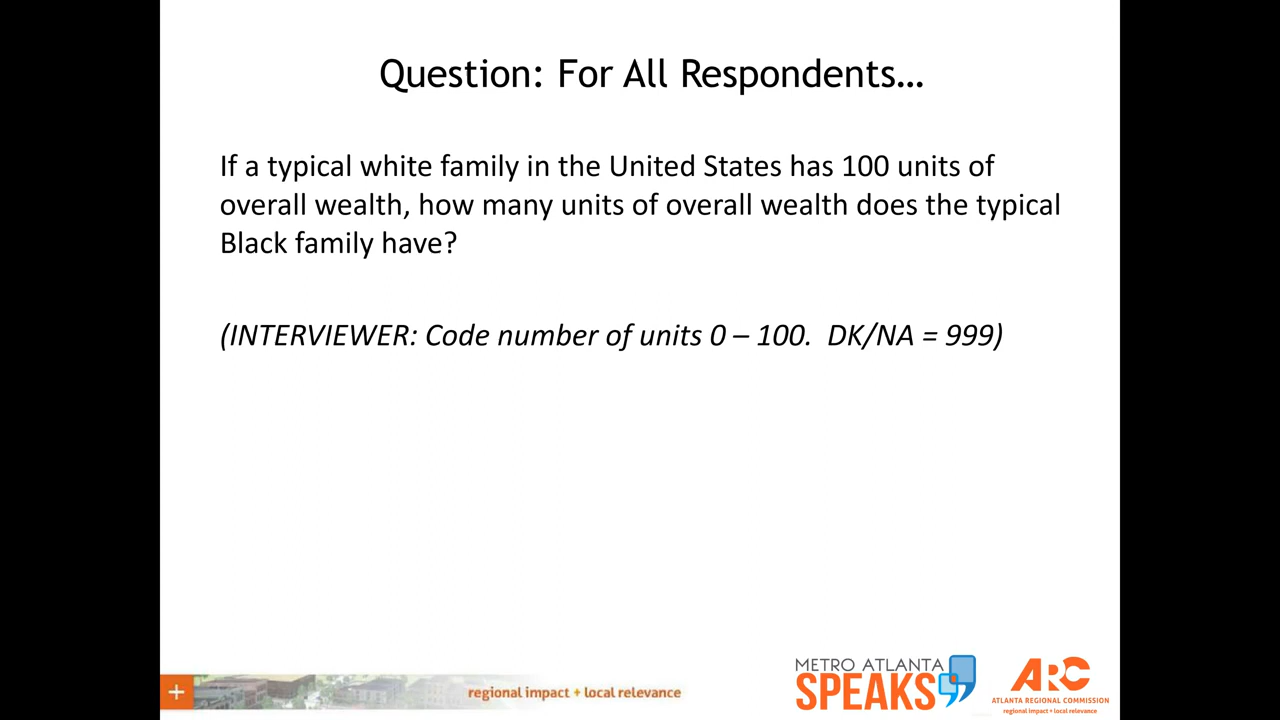 Question: For All Respondents…
If a typical white family in the United States has 100 units of
overall wealth, how many units of overall wealth does the typical
Black family have?
(INTERVIEWER: Code number of units 0 – 100.  DK/NA = 999)
+
regional impact + local relevance
METRO ATLANTA
SPEAKS
ARC
ATLANTA REGIONAL COMMISSION
regional impact + local relevance